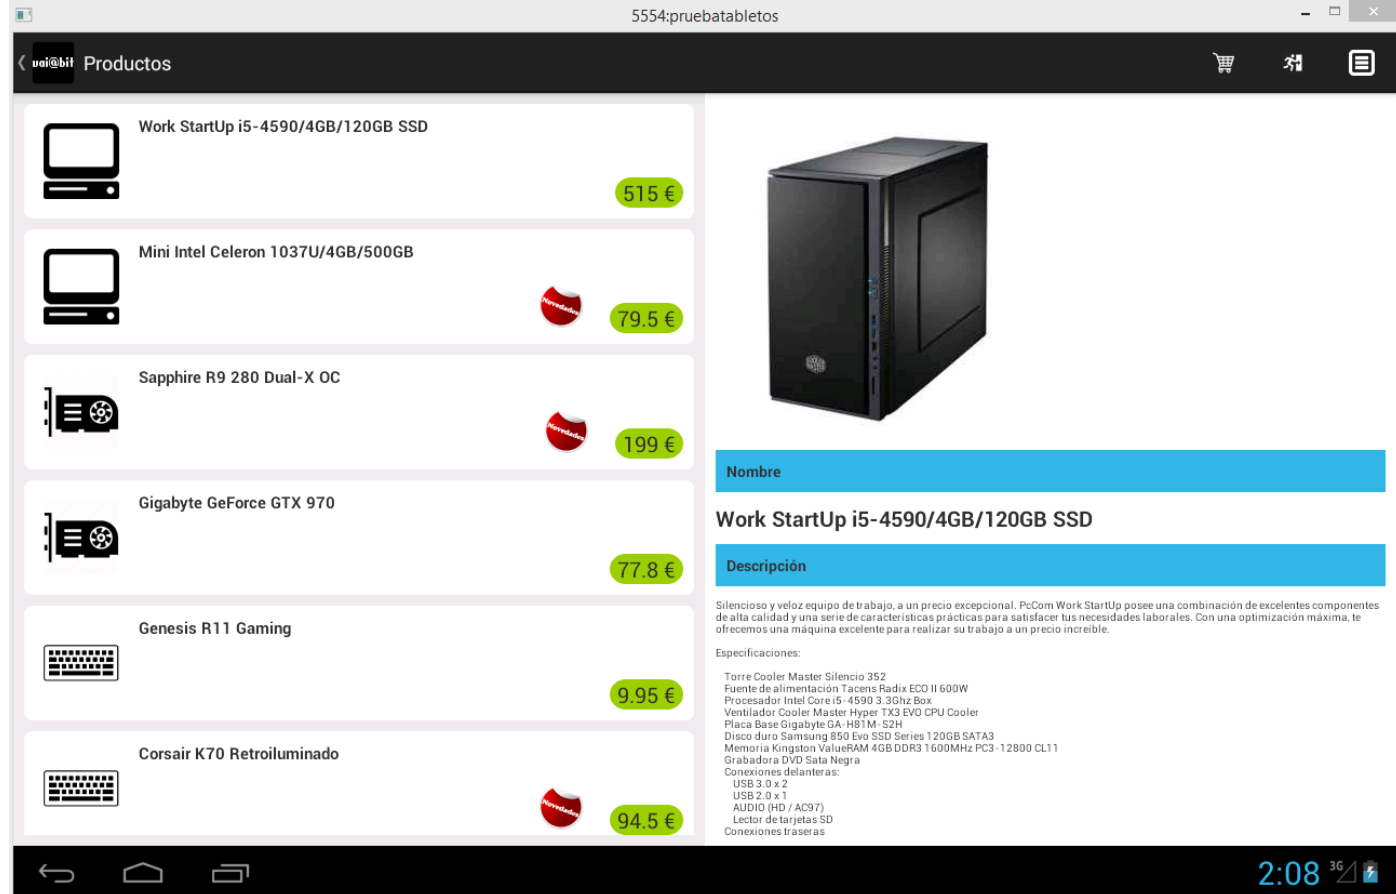 5554:pruebatabletos
vai@bit Productos
Work StartUp i5-4590/4GB/120GB SSD
515 €
Mini Intel Celeron 1037U/4GB/500GB
Novedades
79.5 €
Sapphire R9 280 Dual-X OC
Novedades
199 €
Gigabyte GeForce GTX 970
77.8 €
Genesis R11 Gaming
9.95 €
Corsair K70 Retroiluminado
Novedades
94.5 €
Nombre
Work StartUp i5-4590/4GB/120GB SSD
Descripción
Silencioso y veloz equipo de trabajo, a un precio excepcional. PcCom Work StartUp posee una combinación de excelentes componentes
de alta calidad y una serie de características prácticas para satisfacer tus necesidades laborales. Con una optimización máxima, te
ofrecemos una máquina excelente para realizar su trabajo a un precio increíble.
Especificaciones:
Torre Cooler Master Silencio 352
Fuente de alimentación Tacens Radix ECO II 600W
Procesador Intel Core i5-4590 3.3Ghz Box
Ventilador Cooler Master Hyper TX3 EVO CPU Cooler
Placa Base Gigabyte GA-H81M-S2H
Disco duro Samsung 850 Evo SSD Series 120GB SATA3
Memoria Kingston ValueRAM 4GB DDR3 1600MHz PC3-12800 CL11
Grabadora DVD Sata Negra
Conexiones delanteras:
USB 3.0 x 2
USB 2.0 x 1
AUDIO (HD / AC97)
Lector de tarjetas SD
Conexiones traseras
2:08 3G